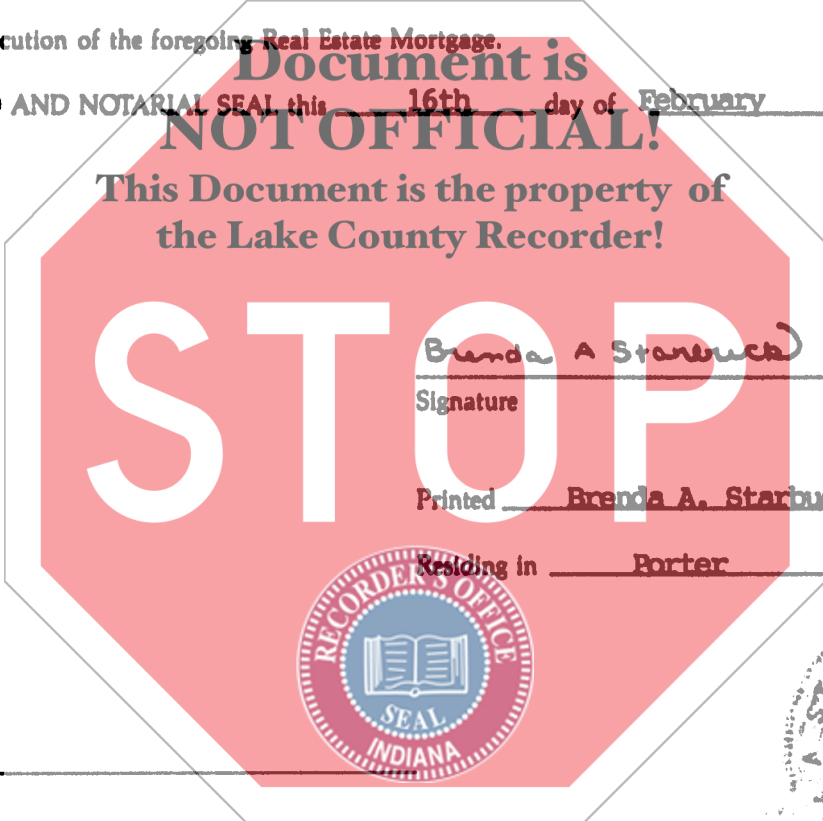 cution of the foregoing Real Estate Mortgage.
Document is
AND NOTARIAL SEAL this 16th day of February
NOT OFFICIAL!
This Document is the property of
the Lake County Recorder!
STOP
Brenda A Starbuck
Signature
Printed Brenda A. Starbu
Residing in Porter
RECORDER'S OFFICE
SEAL
INDIANA